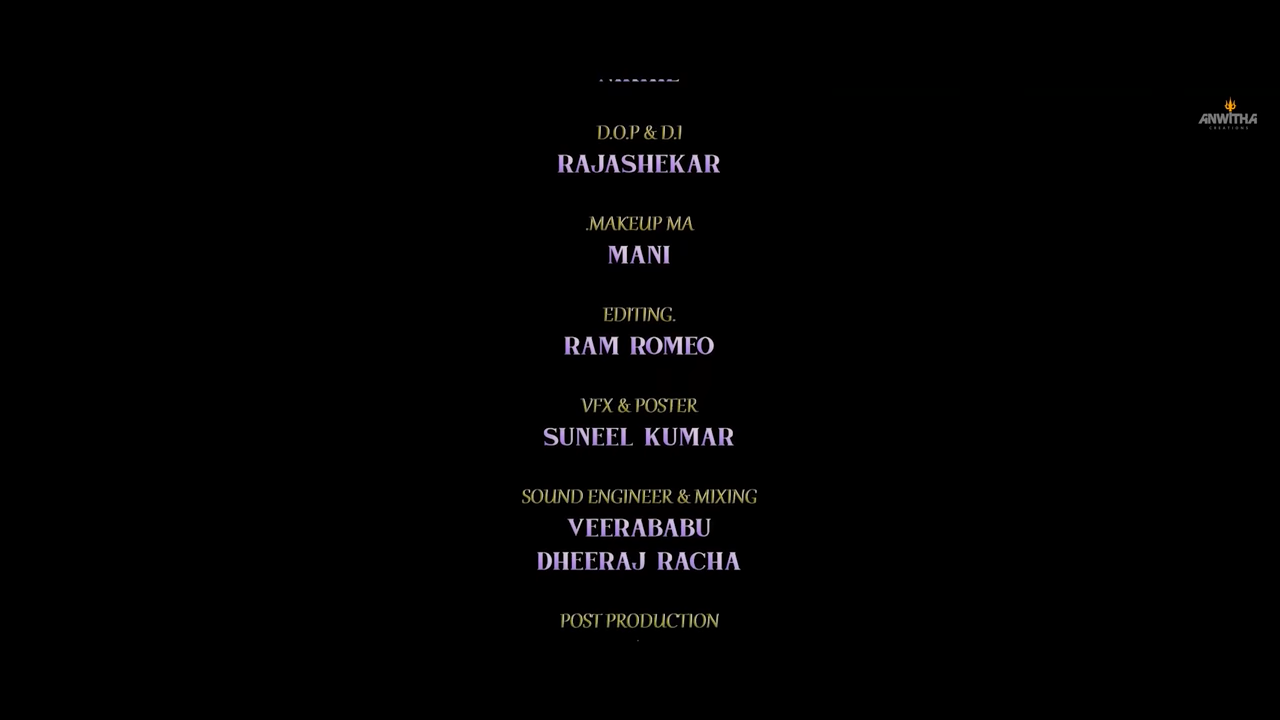 D.O.P & D.I
RAJASHEKAR
.MAKEUP MA
MANI
EDITING.
RAM ROMEO
VFX & POSTER
SUNEEL KUMAR
SOUND ENGINEER & MIXING
VEERABABU
DHEERAJ RACHA
POST PRODUCTION
ANWITHA
CREATIONS